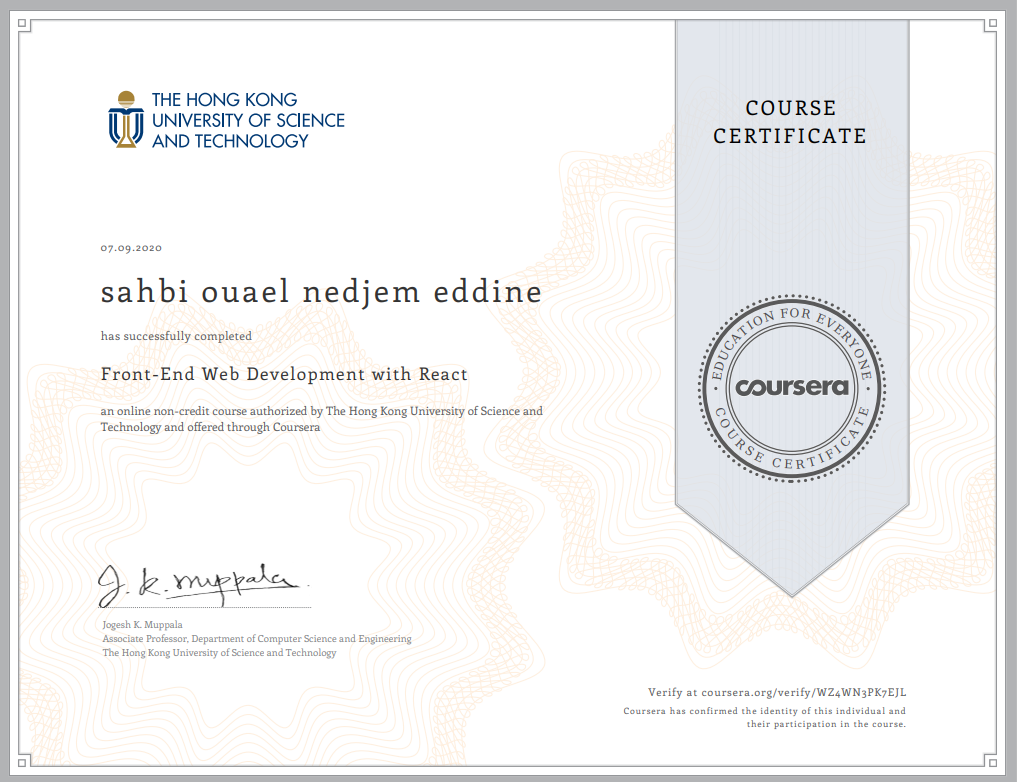 THE HONG KONG
UNIVERSITY OF SCIENCE
AND TECHNOLOGY
COURSE
CERTIFICATE
07.09.2020
sahbi ouael nedjem eddine
has successfully completed
Front-End Web Development with React
an online non-credit course authorized by The Hong Kong University of Science and
Technology and offered through Coursera
EDUCATION FOR EVERYONE
coursera
COURSE CERTIFICATE
J. K. Muppala
Jogesh K. Muppala
Associate Professor, Department of Computer Science and Engineering
The Hong Kong University of Science and Technology
Verify at coursera.org/verify/WZ4WN3PK7EJL
Coursera has confirmed the identity of this individual and
their participation in the course.